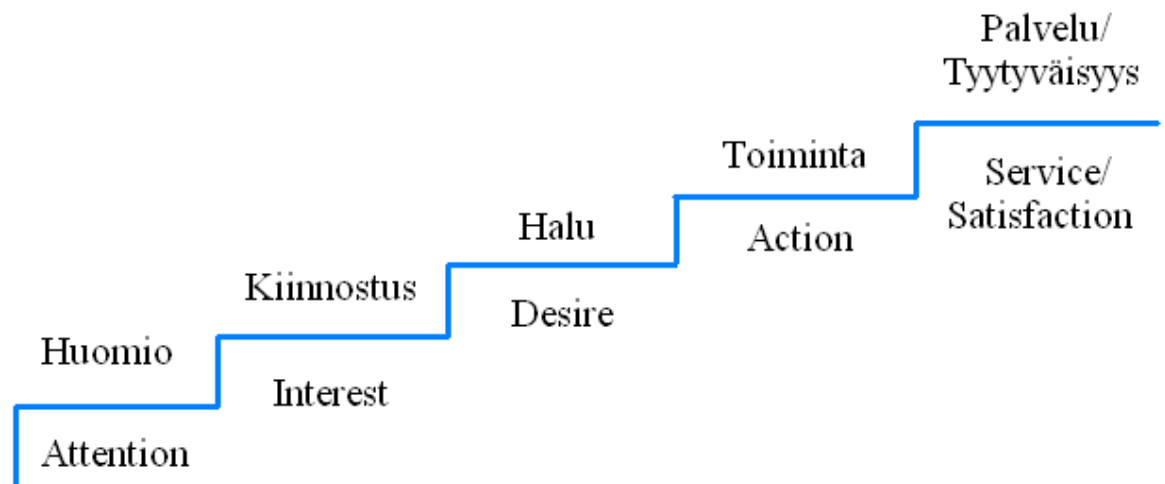 Huomio
Attention
Kiinnostus
Interest
Halu
Desire
Toiminta
Action
Palvelu/
Tyytyväisyys
Service/
Satisfaction